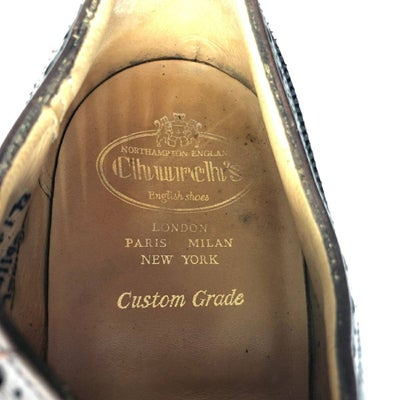 NORTHAMPTON ENGLAND
Church's
English shoes
LONDON
PARIS MILAN
NEW YORK
Custom Grade